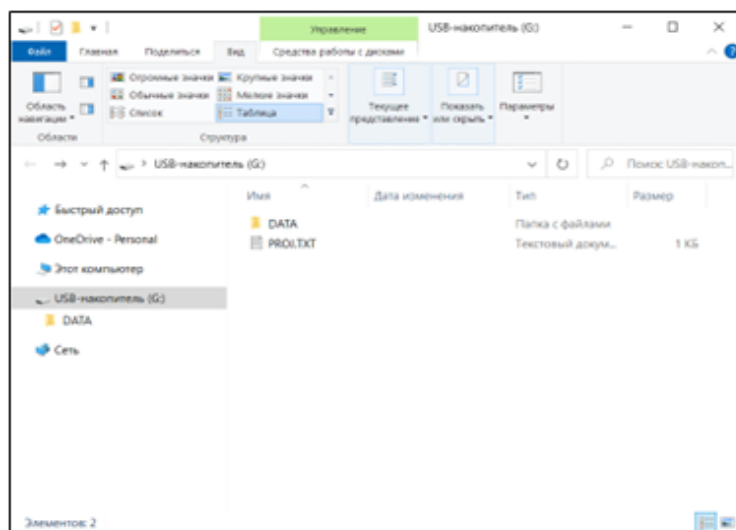 Управление
USB-накопитель (G:)
Файл Главная Поделиться Вид Средства работы с дисками
Область навигации
Огромные значки Крупные значки
Обычные значки Мелкие значки
Список Таблица
Текущее представление
Показать или скрыть
Параметры
Области Структура
USB-накопитель (G:)
Поиск: USB-накоп...
Имя Дата изменения Тип Размер
Быстрый доступ
OneDrive - Personal
Этот компьютер
USB-накопитель (G:)
DATA
Сеть
DATA Папка с файлами
PROJ.TXT Текстовый докум... 1 КБ
Элементов: 2